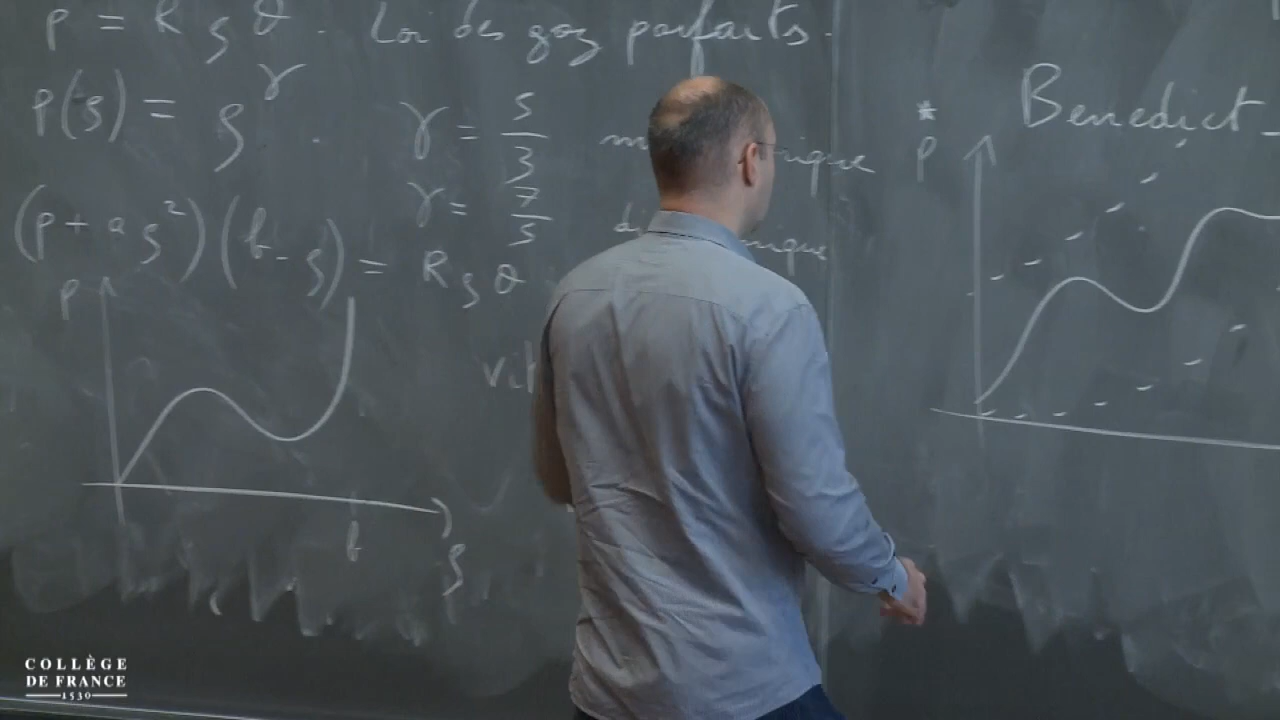 p = R ρ θ . Loi des gaz parfaits.
p(ρ) = ρ^γ . γ = 5/3
γ = 7/5
(p + a ρ²)(b - ρ) = R ρ θ
p
b
ρ
* Benedict -
p
COLLÈGE
DE FRANCE
1530